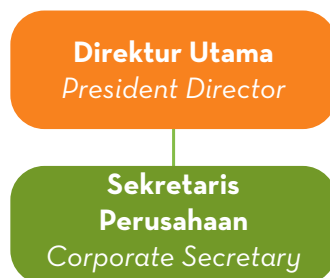 Direktur Utama
President Director
Sekretaris
Perusahaan
Corporate Secretary